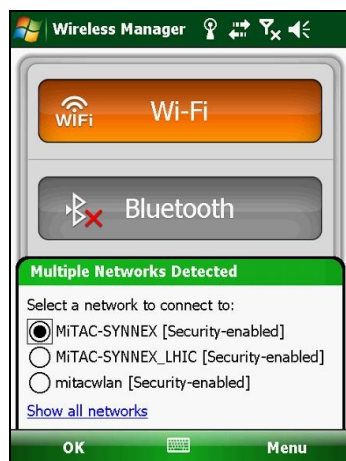 Wireless Manager
WiFi
Wi-Fi
Bluetooth
Multiple Networks Detected
Select a network to connect to:
MiTAC-SYNNEX [Security-enabled]
MiTAC-SYNNEX_LHIC [Security-enabled]
mitacwlan [Security-enabled]
Show all networks
OK Menu